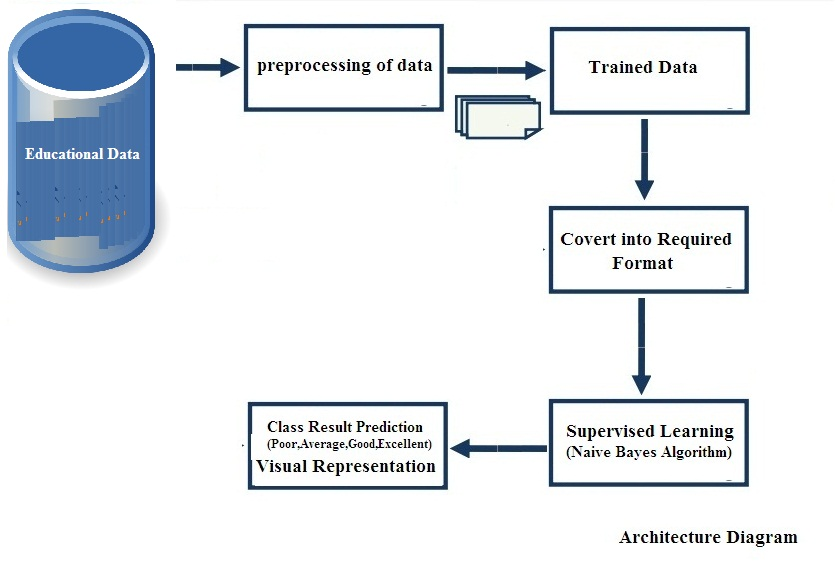 Educational Data
preprocessing of data
Trained Data
Covert into Required
Format
Supervised Learning
(Naive Bayes Algorithm)
Class Result Prediction
(Poor,Average,Good,Excellent)
Visual Representation
Architecture Diagram